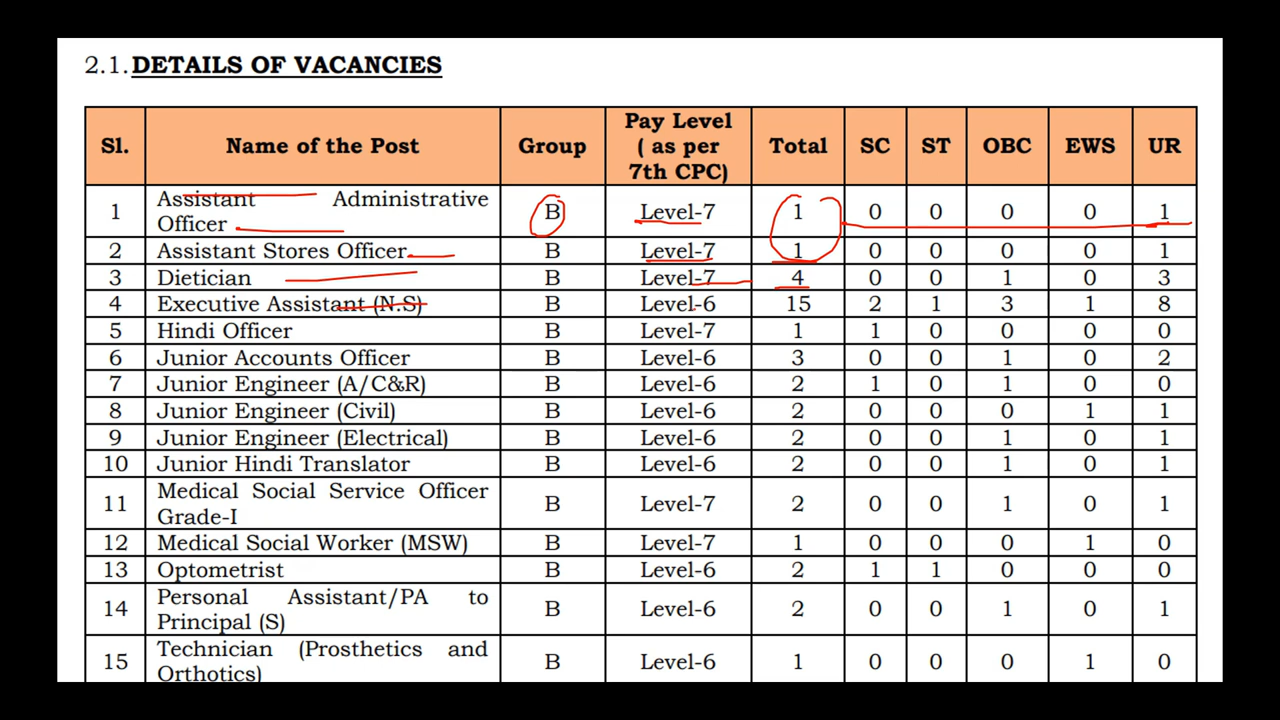 2.1. DETAILS OF VACANCIES
Sl. Name of the Post Group Pay Level ( as per 7th CPC) Total SC ST OBC EWS UR
1 Assistant Administrative Officer B Level-7 1 0 0 0 0 1
2 Assistant Stores Officer B Level-7 1 0 0 0 0 1
3 Dietician B Level-7 4 0 0 1 0 3
4 Executive Assistant (N.S) B Level-6 15 2 1 3 1 8
5 Hindi Officer B Level-7 1 1 0 0 0 0
6 Junior Accounts Officer B Level-6 3 0 0 1 0 2
7 Junior Engineer (A/C&R) B Level-6 2 1 0 1 0 0
8 Junior Engineer (Civil) B Level-6 2 0 0 0 1 1
9 Junior Engineer (Electrical) B Level-6 2 0 0 1 0 1
10 Junior Hindi Translator B Level-6 2 0 0 1 0 1
11 Medical Social Service Officer Grade-I B Level-7 2 0 0 1 0 1
12 Medical Social Worker (MSW) B Level-7 1 0 0 0 1 0
13 Optometrist B Level-6 2 1 1 0 0 0
14 Personal Assistant/PA to Principal (S) B Level-6 2 0 0 1 0 1
15 Technician (Prosthetics and Orthotics) B Level-6 1 0 0 0 1 0